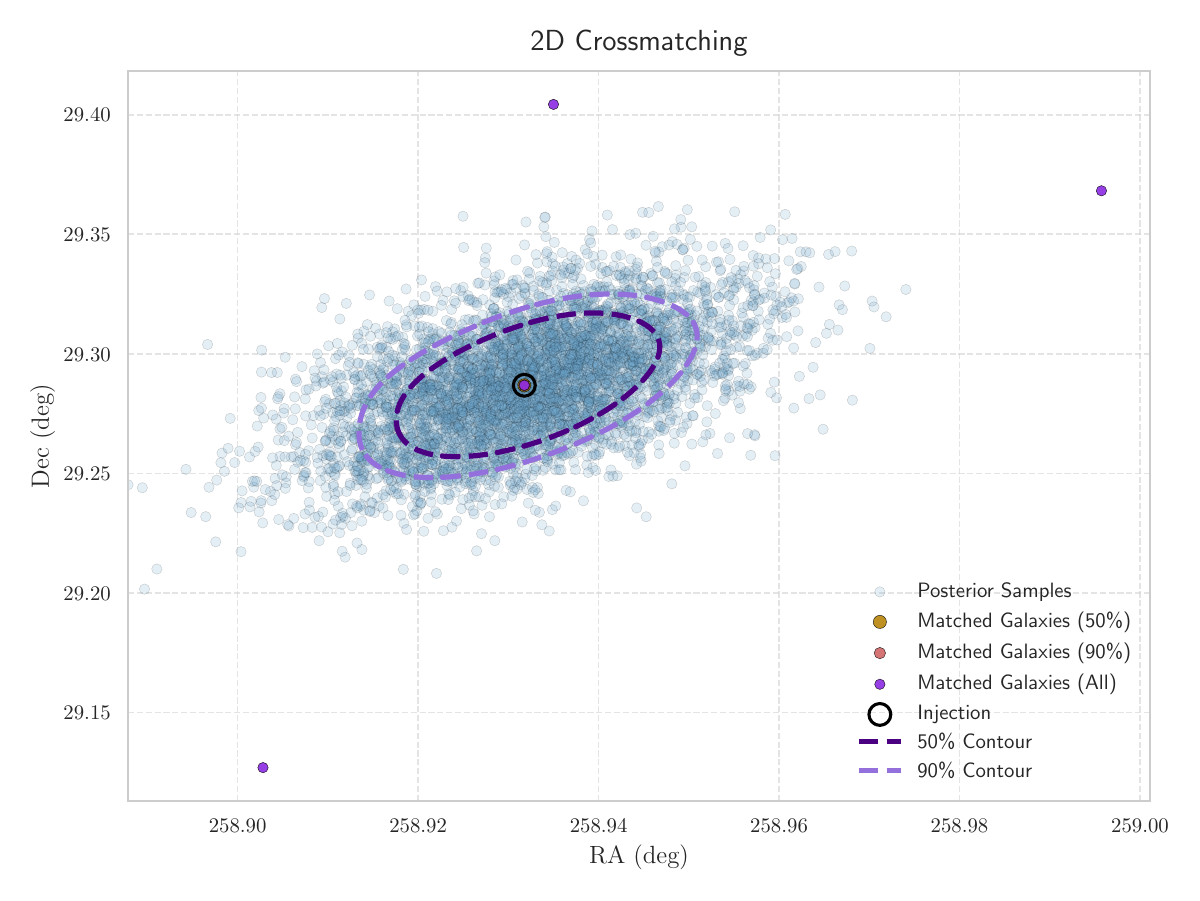 2D Crossmatching
29.40
29.35
29.30
29.25
29.20
29.15
Dec (deg)
258.90
258.92
258.94
258.96
258.98
259.00
RA (deg)
Posterior Samples
Matched Galaxies (50%)
Matched Galaxies (90%)
Matched Galaxies (All)
Injection
50% Contour
90% Contour